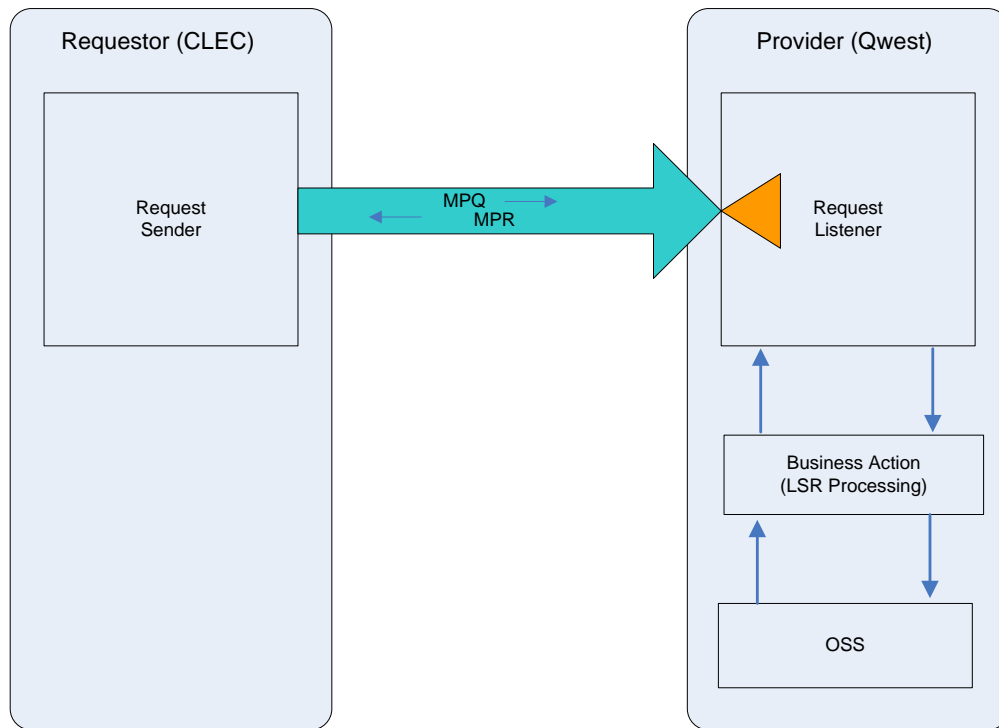 Requestor (CLEC)
Provider (Qwest)
Request
Sender
MPQ
MPR
Request
Listener
Business Action
(LSR Processing)
OSS